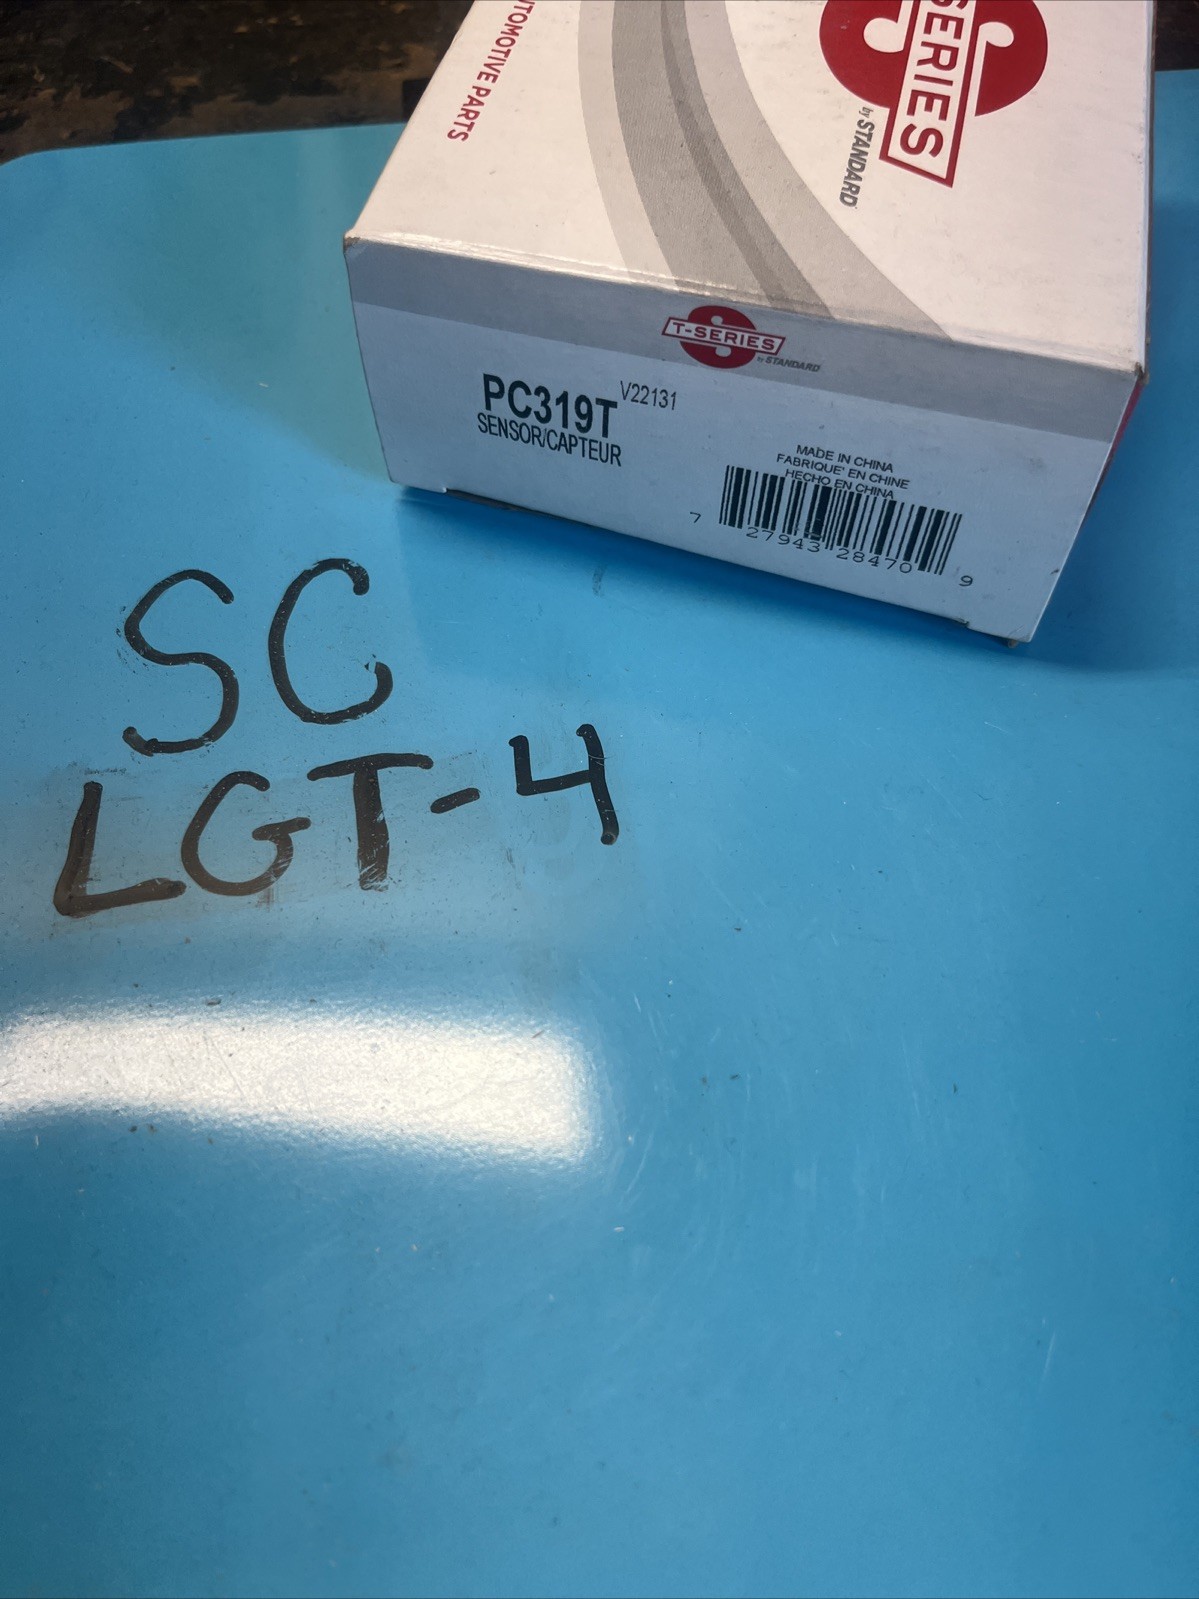 UTOMOTIVE PARTS
SERIES
by STANDARD
T-SERIES
by STANDARD
PC319T V22131
SENSOR/CAPTEUR
MADE IN CHINA
FABRIQUE' EN CHINE
HECHO EN CHINA
7 27943 28470 9
SC
LGT-4